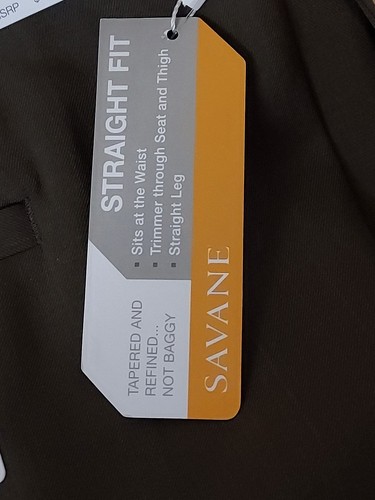 SRP
STRAIGHT FIT
▪ Sits at the Waist
▪ Trimmer through Seat and Thigh
▪ Straight Leg
TAPERED AND
REFINED...
NOT BAGGY
SAVANE